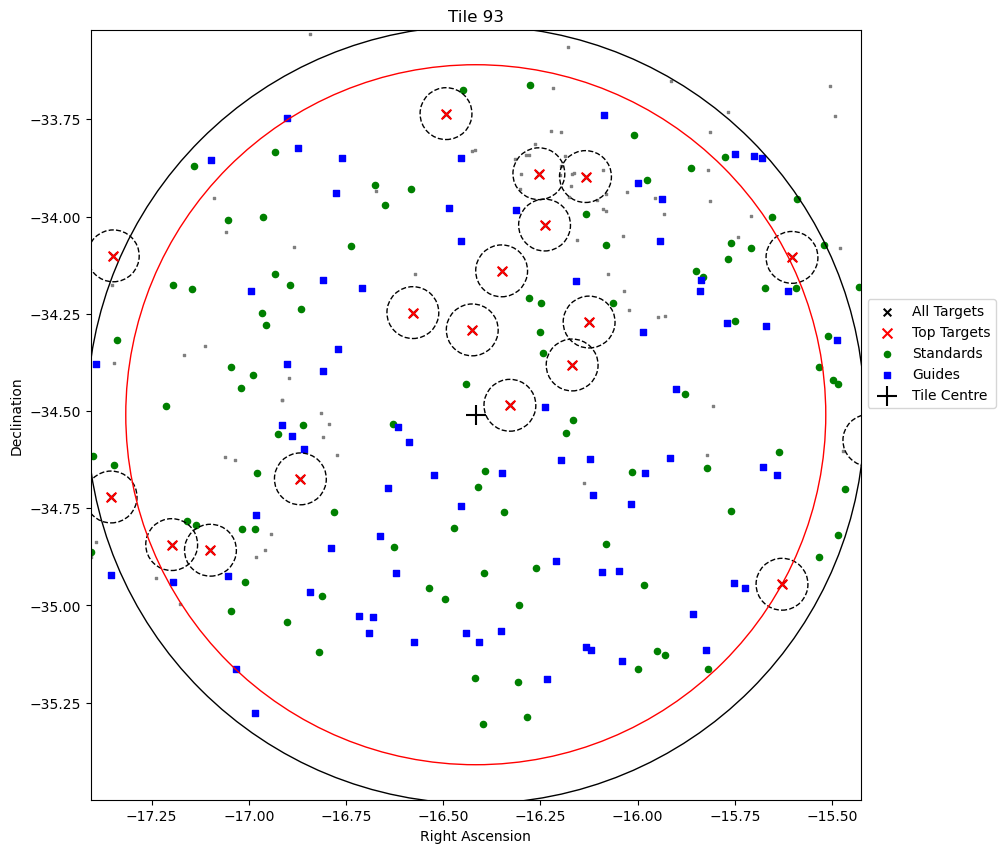 Tile 93
−33.75
−34.00
−34.25
−34.50
−34.75
−35.00
−35.25
Declination
All Targets
Top Targets
Standards
Guides
Tile Centre
−17.25
−17.00
−16.75
−16.50
−16.25
−16.00
−15.75
−15.50
Right Ascension